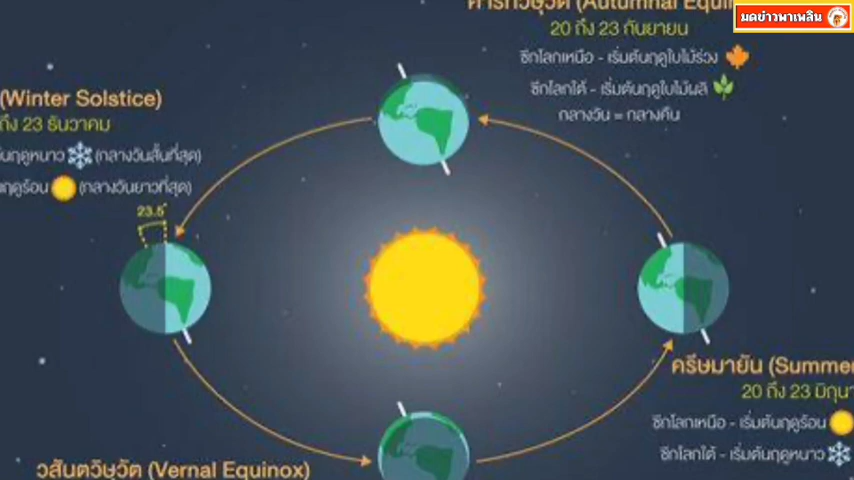 ศารทวิษุวัต (Autumnal Equin
20 ถึง 23 กันยายน
ซีกโลกเหนือ - เริ่มต้นฤดูใบไม้ร่วง
ซีกโลกใต้ - เริ่มต้นฤดูใบไม้ผลิ
กลางวัน = กลางคืน
มดข่าวพาเพลิน
(Winter Solstice)
ถึง 23 ธันวาคม
นฤดูหนาว (กลางวันสั้นที่สุด)
ฤดูร้อน (กลางวันยาวที่สุด)
23.5°
ครีษมายัน (Summer
20 ถึง 23 มิถุนา
ซีกโลกเหนือ - เริ่มต้นฤดูร้อน
ซีกโลกใต้ - เริ่มต้นฤดูหนาว
วสันตวิษุวัต (Vernal Equinox)